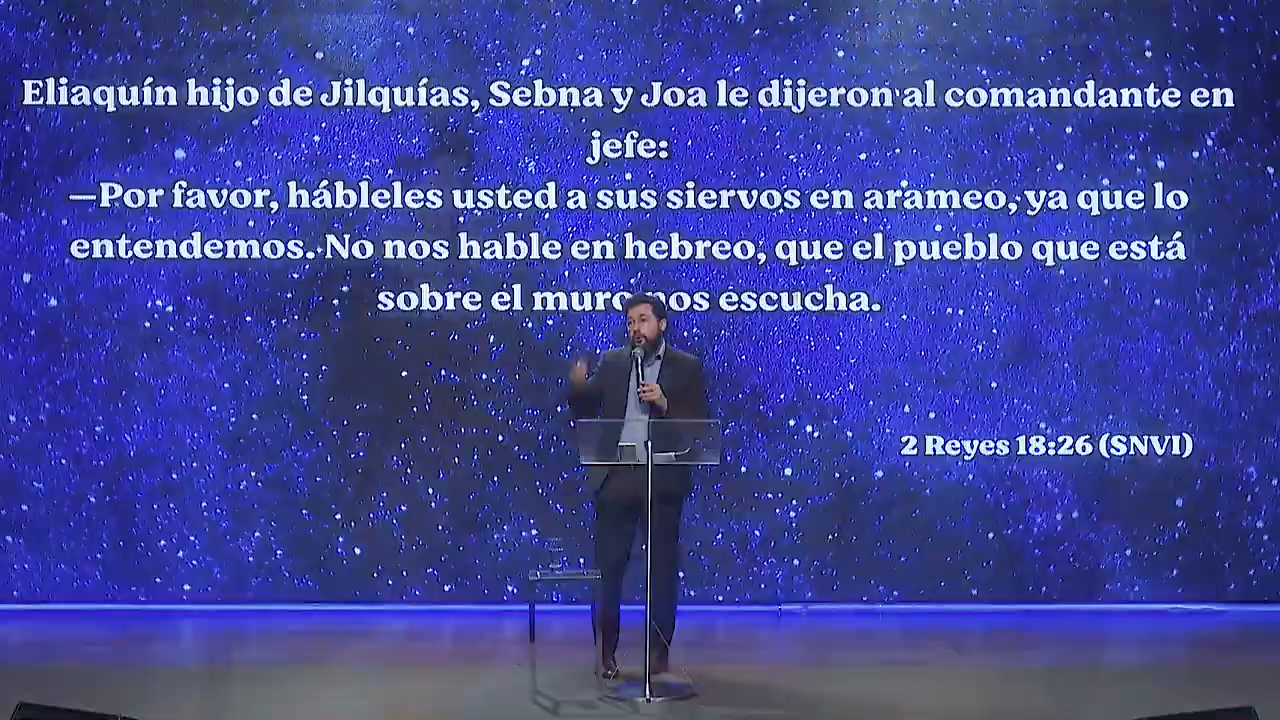 Eliaquín hijo de Jilquías, Sebna y Joa le dijeron al comandante en
jefe:
—Por favor, hábleles usted a sus siervos en arameo, ya que lo
entendemos. No nos hable en hebreo, que el pueblo que está
sobre el muro nos escucha.
2 Reyes 18:26 (SNVI)